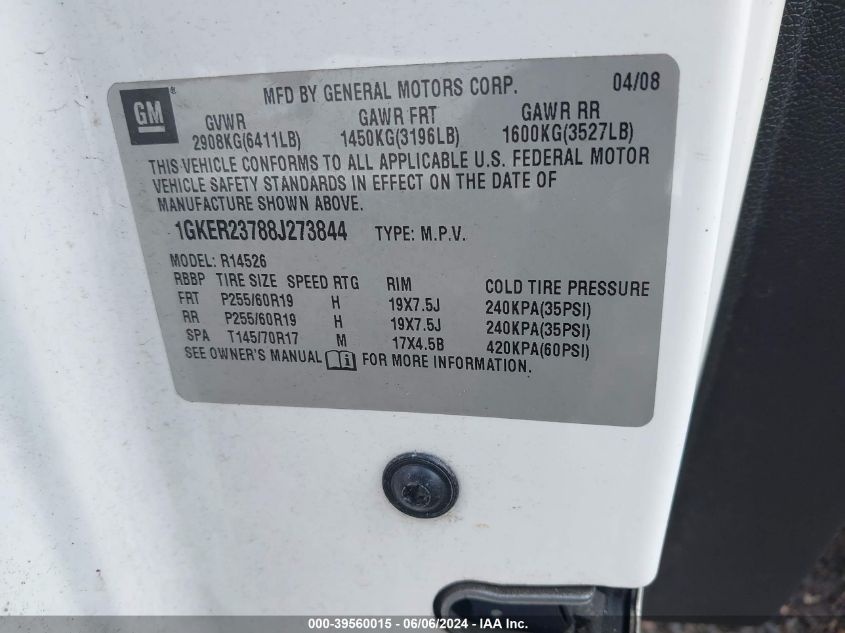 GM ®
MFD BY GENERAL MOTORS CORP. 04/08
GVWR GAWR FRT GAWR RR
2908KG(6411LB) 1450KG(3196LB) 1600KG(3527LB)
THIS VEHICLE CONFORMS TO ALL APPLICABLE U.S. FEDERAL MOTOR
VEHICLE SAFETY STANDARDS IN EFFECT ON THE DATE OF
MANUFACTURE SHOWN ABOVE.
1GKER23788J273844 TYPE: M.P.V.
MODEL: R14526
RBBP TIRE SIZE SPEED RTG RIM COLD TIRE PRESSURE
FRT P255/60R19 H 19X7.5J 240KPA(35PSI)
RR P255/60R19 H 19X7.5J 240KPA(35PSI)
SPA T145/70R17 M 17X4.5B 420KPA(60PSI)
SEE OWNER'S MANUAL FOR MORE INFORMATION.
000-39560015 - 06/06/2024 - IAA Inc.